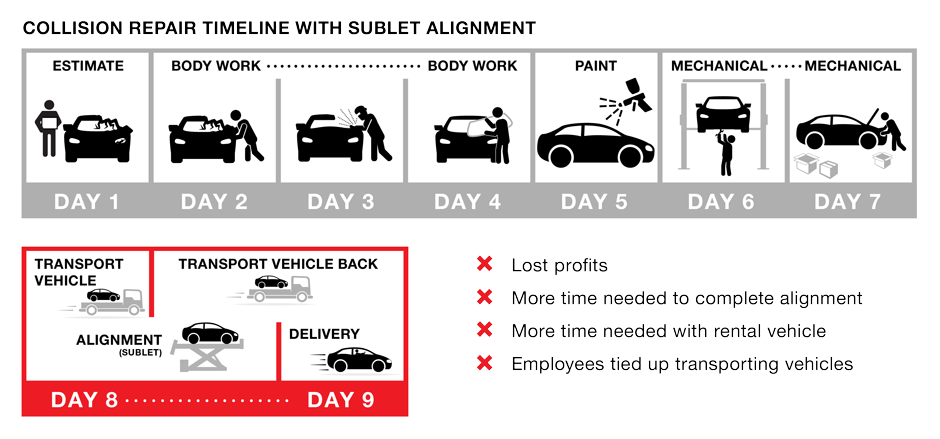 COLLISION REPAIR TIMELINE WITH SUBLET ALIGNMENT
ESTIMATE
BODY WORK
BODY WORK
PAINT
MECHANICAL
MECHANICAL
DAY 1
DAY 2
DAY 3
DAY 4
DAY 5
DAY 6
DAY 7
TRANSPORT
VEHICLE
TRANSPORT VEHICLE BACK
ALIGNMENT
(SUBLET)
DELIVERY
DAY 8
DAY 9
Lost profits
More time needed to complete alignment
More time needed with rental vehicle
Employees tied up transporting vehicles